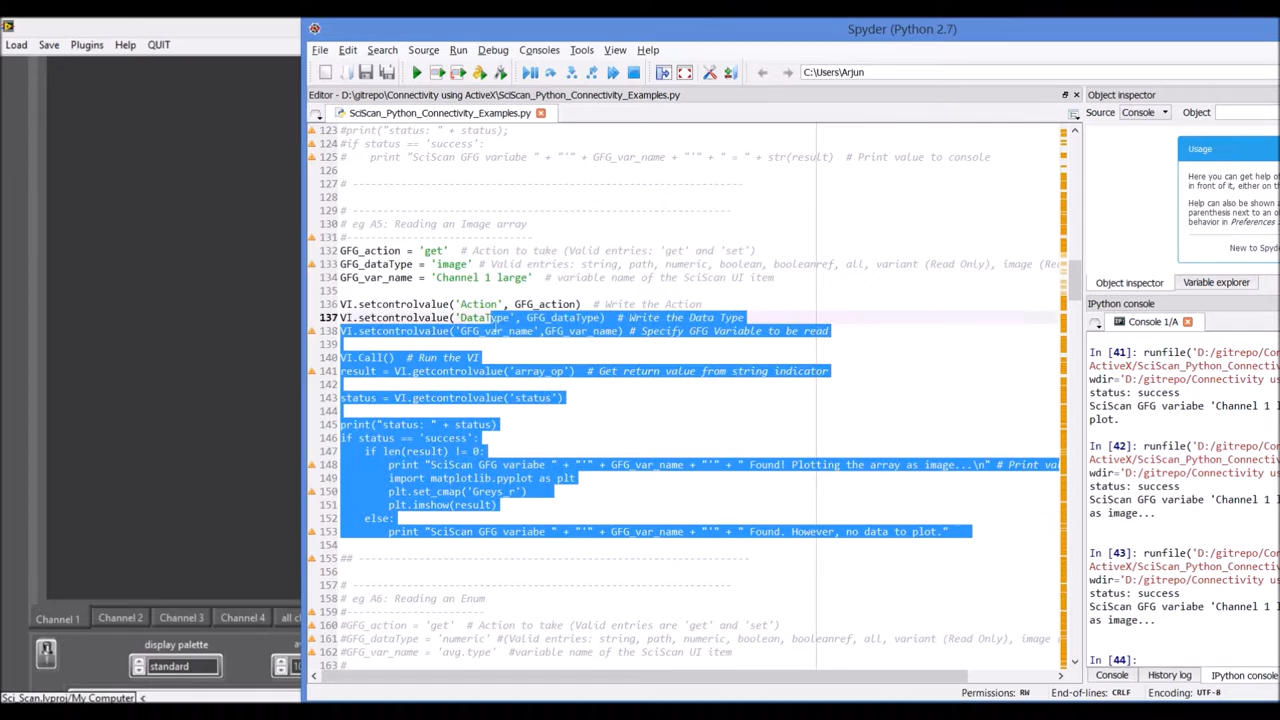 Spyder (Python 2.7)
Load Save Plugins Help QUIT
File Edit Search Source Run Debug Consoles Tools View Help
C:\Users\Arjun
Editor - D:\gitrepo\Connectivity using ActiveX\SciScan_Python_Connectivity_Examples.py
Object inspector
SciScan_Python_Connectivity_Examples.py
Source Console Object
123 #print("status: " + status);
124 #if status == 'success':
125 # print "SciScan GFG variabe " + "'" + GFG_var_name + "'" + " = " + str(result) # Print value to console
126
127 # -------------------------------------------------------------------------
128
129 # -----------------------------------------------------------------------
130 # eg A5: Reading an Image array
131 #----------------------------------
132 GFG_action = 'get' # Action to take (Valid entries: 'get' and 'set')
133 GFG_dataType = 'image' # Valid entries: string, path, numeric, boolean, booleanref, all, variant (Read Only), image (Re
134 GFG_var_name = 'Channel 1 large' # variable name of the SciScan UI item
135
136 VI.setcontrolvalue('Action', GFG_action) # Write the Action
137 VI.setcontrolvalue('DataType', GFG_dataType) # Write the Data Type
138 VI.setcontrolvalue('GFG_var_name',GFG_var_name) # Specify GFG Variable to be read
139
140 VI.Call() # Run the VI
141 result = VI.getcontrolvalue('array_op') # Get return value from string indicator
142
143 status = VI.getcontrolvalue('status')
144
145 print("status: " + status)
146 if status == 'success':
147 if len(result) != 0:
148 print "SciScan GFG variabe " + "'" + GFG_var_name + "'" + " Found! Plotting the array as image...\n" # Print va
149 import matplotlib.pyplot as plt
150 plt.set_cmap('Greys_r')
151 plt.imshow(result)
152 else:
153 print "SciScan GFG variabe " + "'" + GFG_var_name + "'" + " Found. However, no data to plot."
154
155 ## -------------------------------------------------------------------------
156
157 # -----------------------------------------------------------------------
158 # eg A6: Reading an Enum
159 #-------------------------
160 #GFG_action = 'get' # Action to take (Valid entries are 'get' and 'set')
161 #GFG_dataType = 'numeric' #(Valid entries: string, path, numeric, boolean, booleanref, all, variant (Read Only), image
162 #GFG_var_name = 'avg.type' #variable name of the SciScan UI item
163 #
Usage
Here you can get help of
in front of it, either on th
Help can also be shown a
parenthesis next to an o
behavior in Preferences
New to Spyder
Object inspector Variable explorer
IPython console
Console 1/A
In [41]: runfile('D:/gitrepo/Conn
ActiveX/SciScan_Python_Connectivi
wdir='D:/gitrepo/Connectivity usi
status: success
SciScan GFG variabe 'Channel 1 l
plot.
In [42]: runfile('D:/gitrepo/Conn
ActiveX/SciScan_Python_Connectivi
wdir='D:/gitrepo/Connectivity usi
status: success
SciScan GFG variabe 'Channel 1 l
as image...
In [43]: runfile('D:/gitrepo/Conn
ActiveX/SciScan_Python_Connectivi
wdir='D:/gitrepo/Connectivity usi
status: success
SciScan GFG variabe 'Channel 1 l
as image...
In [44]:
Console History log IPython console
Channel 1 Channel 2 Channel 3 Channel 4 all c
display palette av
standard 10
Sci_Scan.lvproj/My Computer <
Permissions: RW End-of-lines: CRLF Encoding: UTF-8